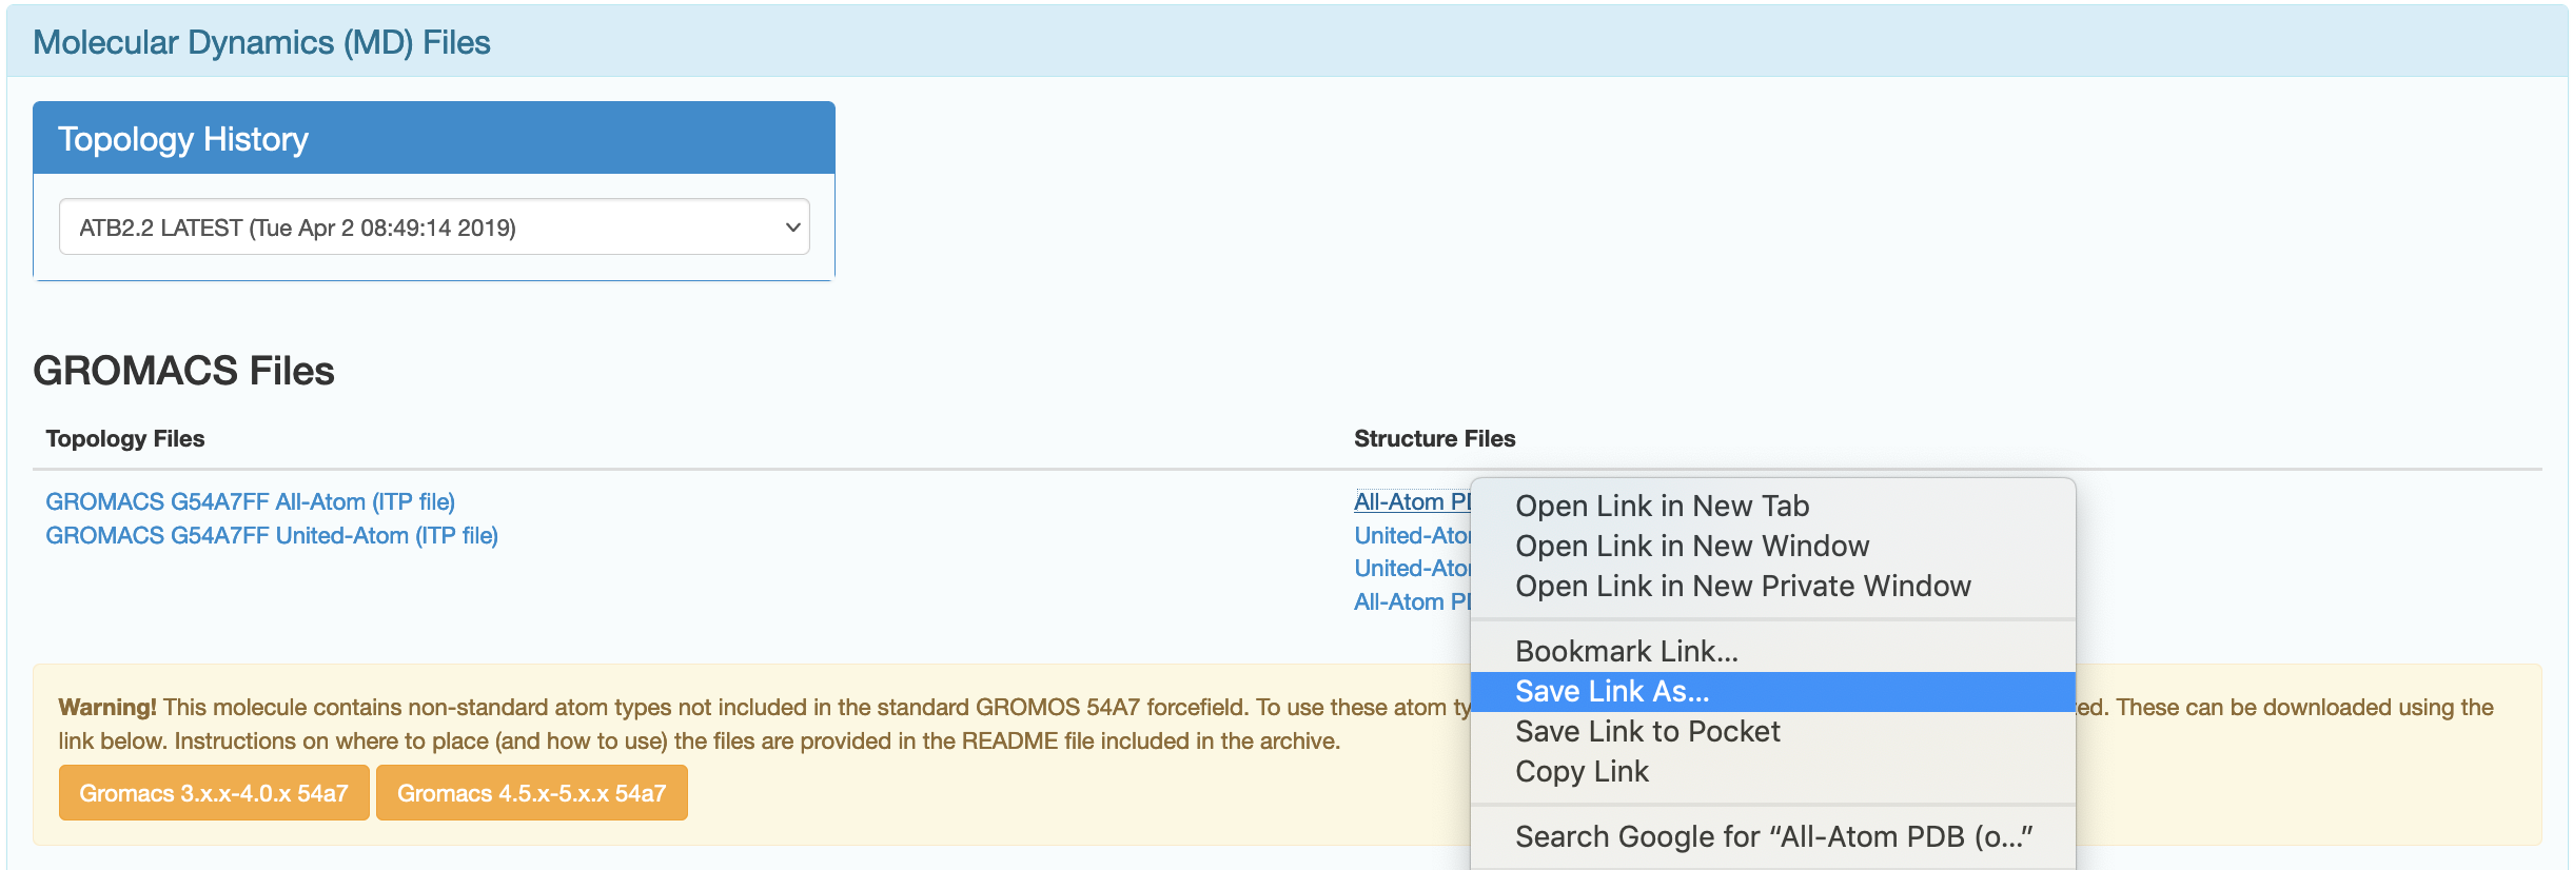 Molecular Dynamics (MD) Files
Topology History
ATB2.2 LATEST (Tue Apr 2 08:49:14 2019)
GROMACS Files
Topology Files
Structure Files
GROMACS G54A7FF All-Atom (ITP file)
GROMACS G54A7FF United-Atom (ITP file)
All-Atom
United-
United-
All-Atom
Open Link in New Tab
Open Link in New Window
Open Link in New Private Window
Bookmark Link...
Save Link As...
Save Link to Pocket
Copy Link
Search Google for “All-Atom PDB (o...”
Warning! This molecule contains non-standard atom types not included in the standard GROMOS 54A7 forcefield. To use these atom ty ed. These can be downloaded using the
link below. Instructions on where to place (and how to use) the files are provided in the README file included in the archive.
Gromacs 3.x.x-4.0.x 54a7
Gromacs 4.5.x-5.x.x 54a7